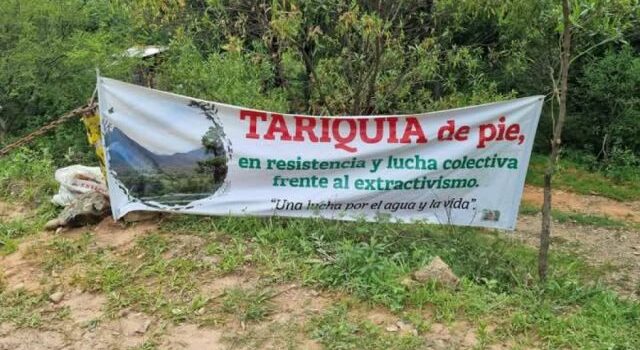 TARIQUIA de pie,
en resistencia y lucha colectiva
frente al extractivismo.
"Una lucha por el agua y la vida".